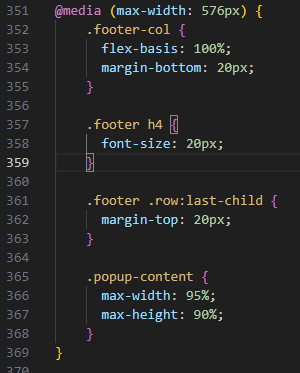 351 @media (max-width: 576px) {
352 .footer-col {
353 flex-basis: 100%;
354 margin-bottom: 20px;
355 }
356
357 .footer h4 {
358 font-size: 20px;
359 }
360
361 .footer .row:last-child {
362 margin-top: 20px;
363 }
364
365 .popup-content {
366 max-width: 95%;
367 max-height: 90%;
368 }
369 }